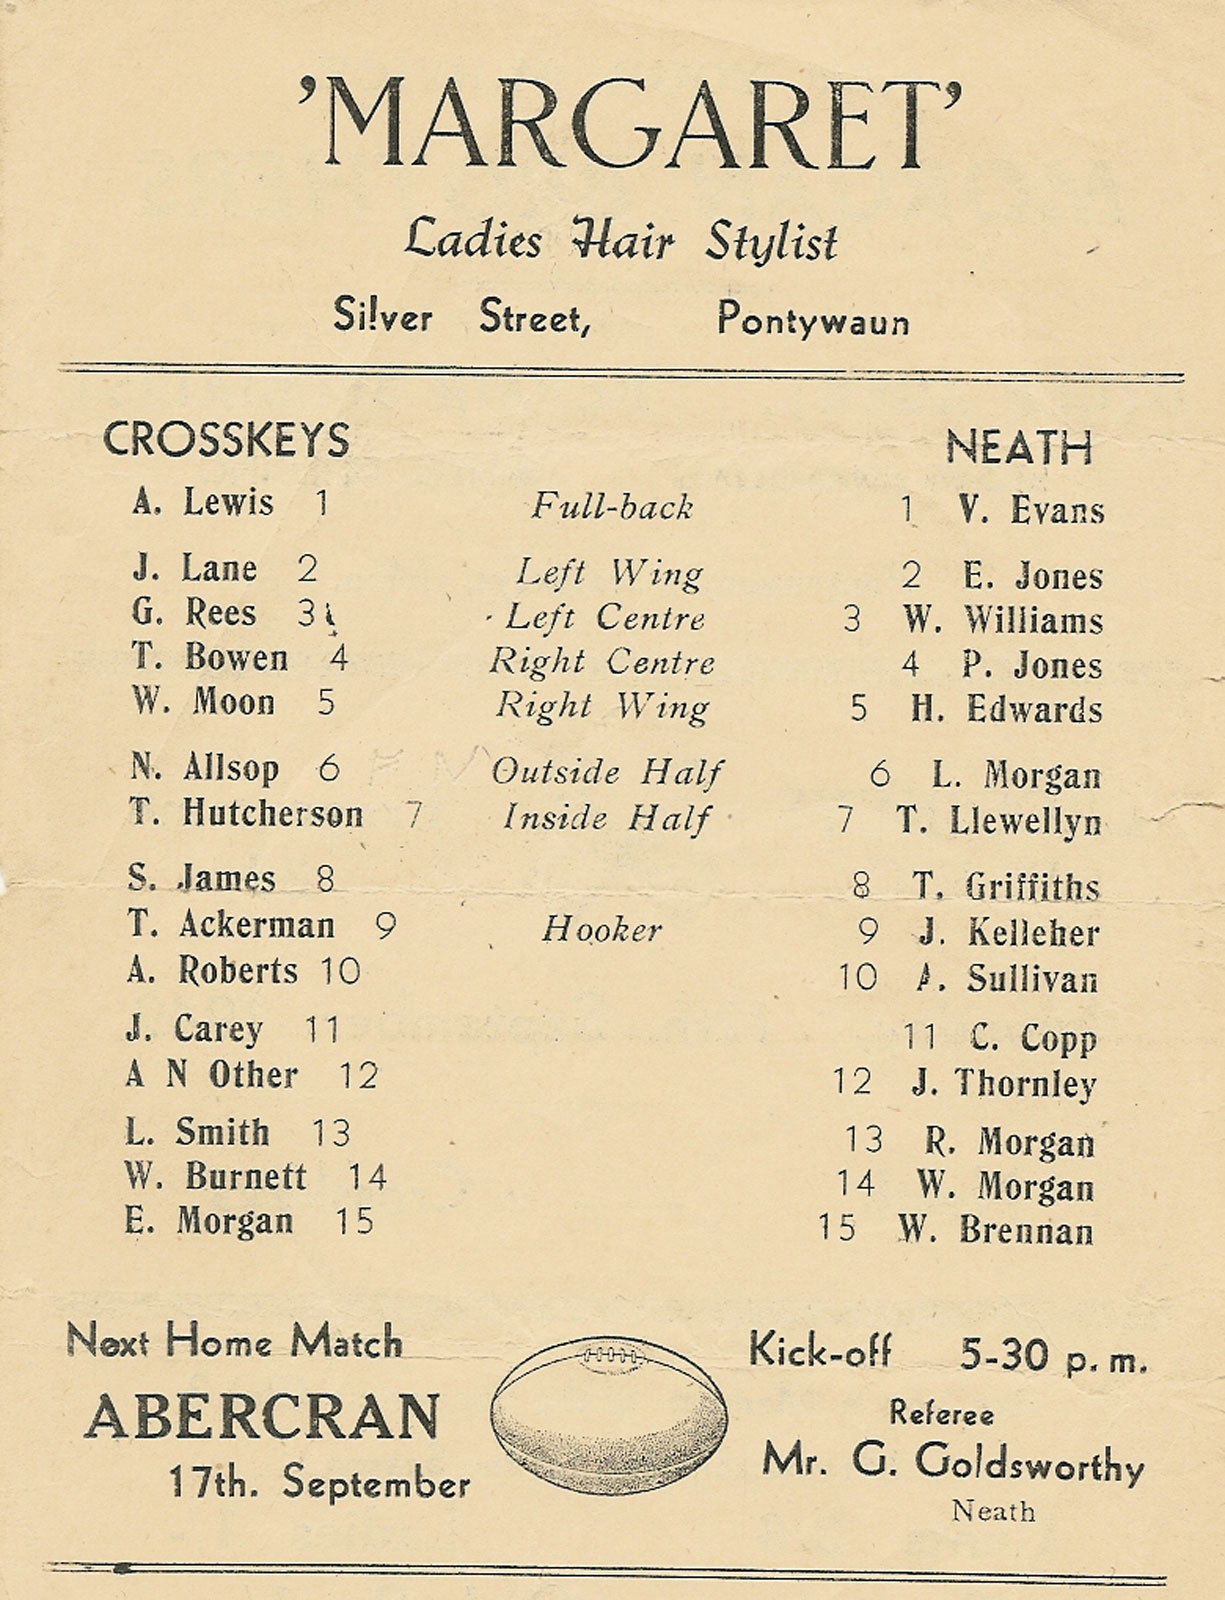 'MARGARET'
Ladies Hair Stylist
Silver Street, Pontywaun
CROSSKEYS NEATH
A. Lewis 1 Full-back 1 V. Evans
J. Lane 2 Left Wing 2 E. Jones
G. Rees 3 Left Centre 3 W. Williams
T. Bowen 4 Right Centre 4 P. Jones
W. Moon 5 Right Wing 5 H. Edwards
N. Allsop 6 Outside Half 6 L. Morgan
T. Hutcherson 7 Inside Half 7 T. Llewellyn
S. James 8 8 T. Griffiths
T. Ackerman 9 Hooker 9 J. Kelleher
A. Roberts 10 10 A. Sullivan
J. Carey 11 11 C. Copp
A N Other 12 12 J. Thornley
L. Smith 13 13 R. Morgan
W. Burnett 14 14 W. Morgan
E. Morgan 15 15 W. Brennan
Next Home Match
ABERCRAN
17th. September
Kick-off 5-30 p. m.
Referee
Mr. G. Goldsworthy
Neath